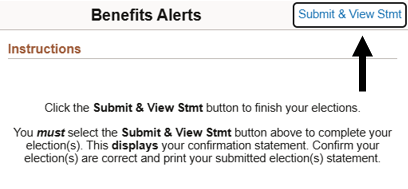 Benefits Alerts
Submit & View Stmt
Instructions
Click the Submit & View Stmt button to finish your elections.
You must select the Submit & View Stmt button above to complete your
election(s). This displays your confirmation statement. Confirm your
election(s) are correct and print your submitted election(s) statement.